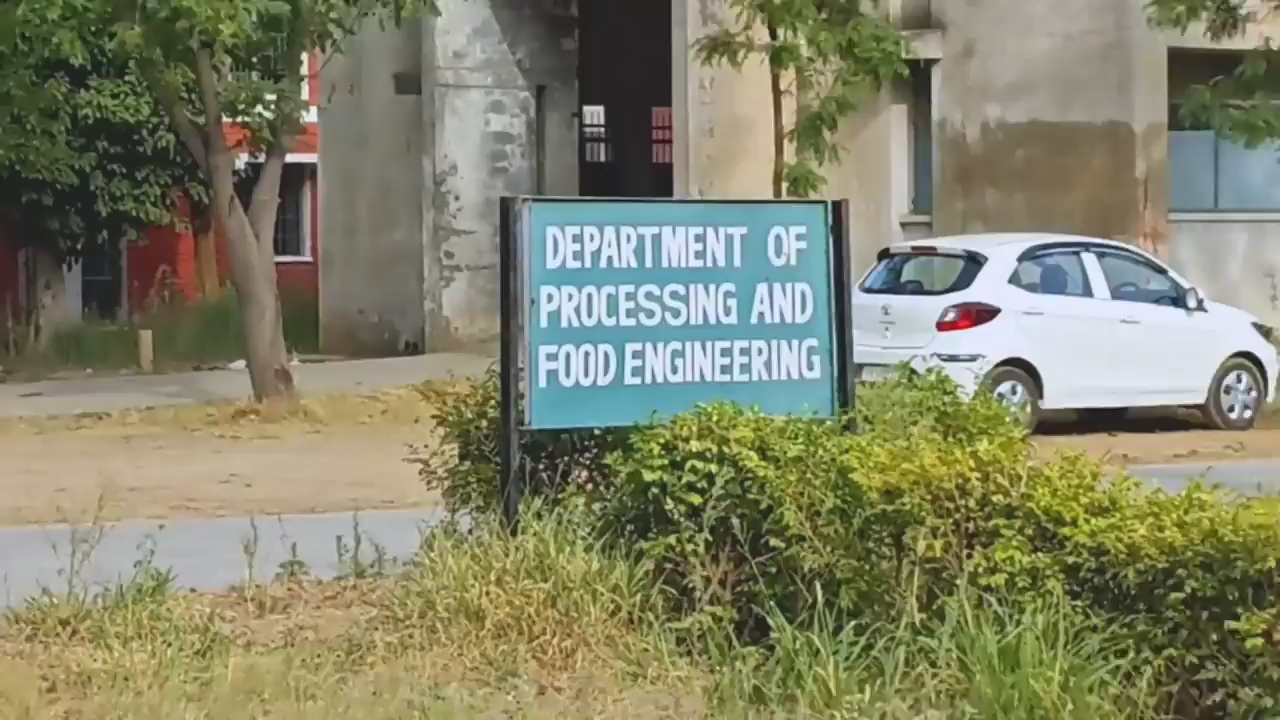 DEPARTMENT OF
PROCESSING AND
FOOD ENGINEERING